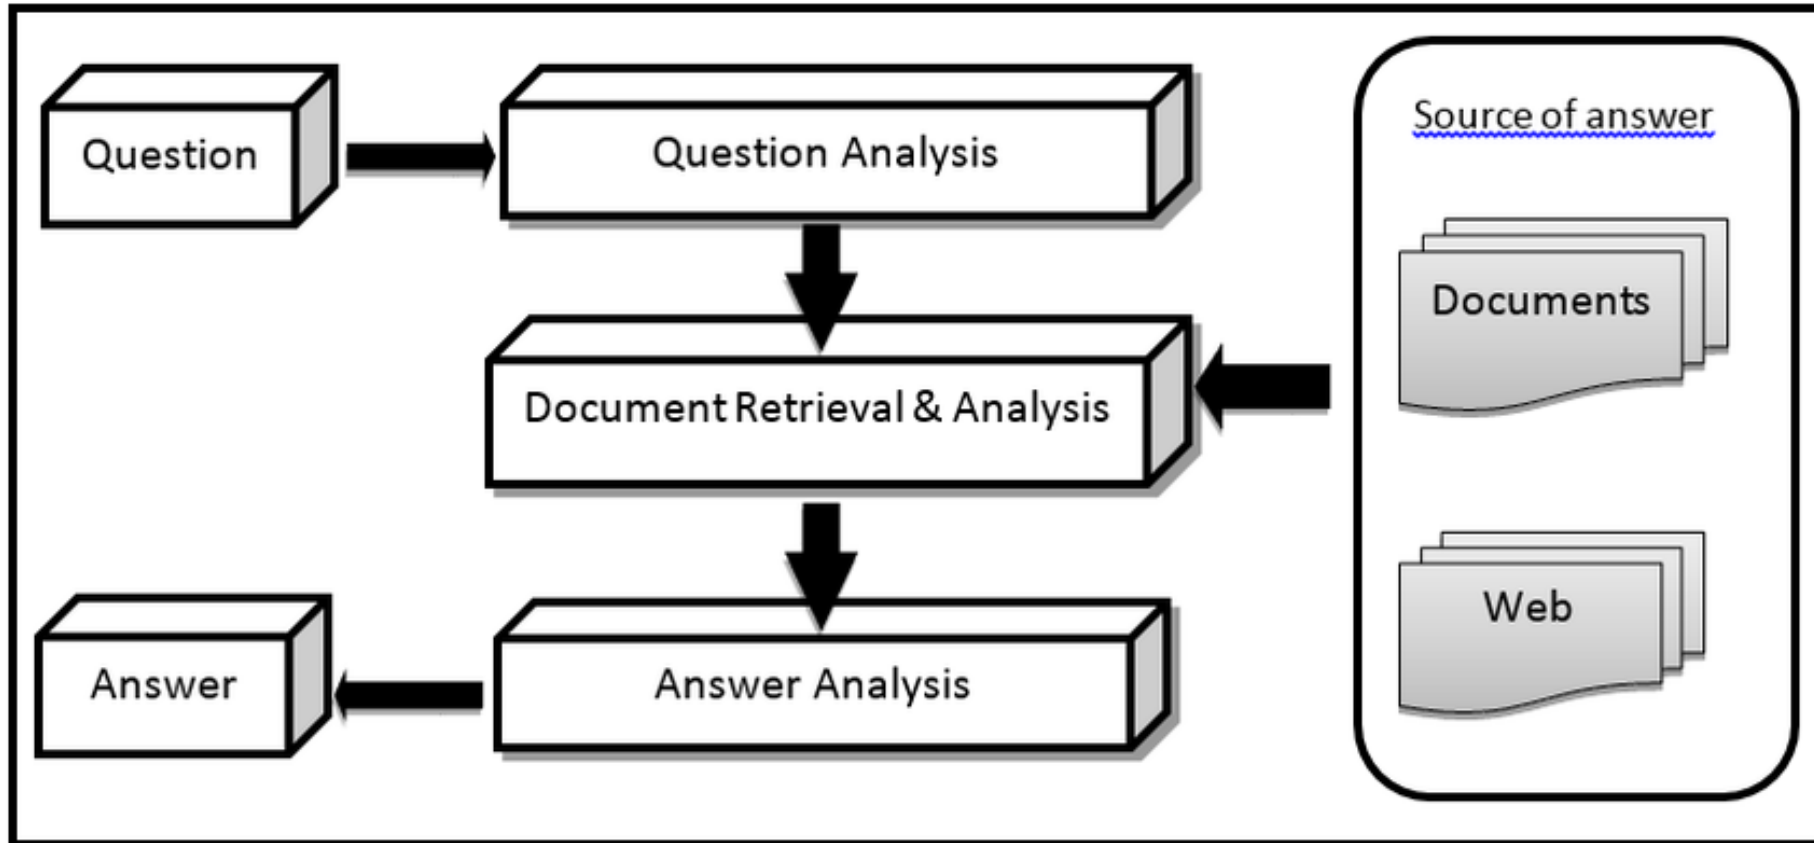 Question
Question Analysis
Source of answer
Documents
Document Retrieval & Analysis
Web
Answer
Answer Analysis